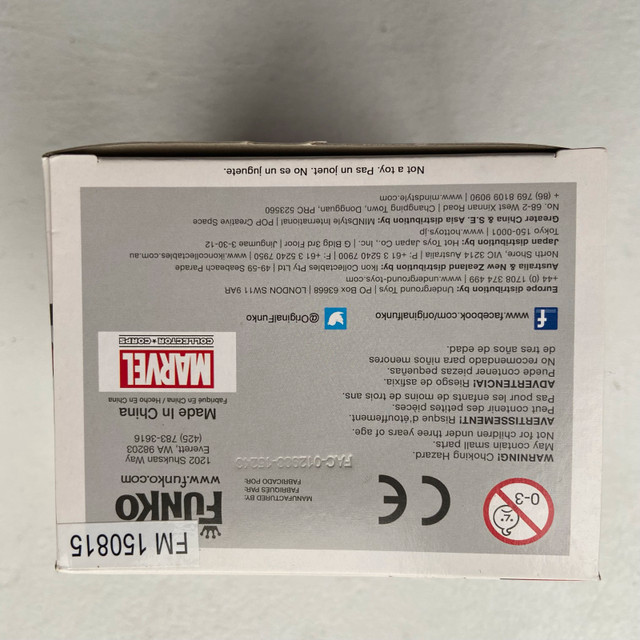 FM 150815
FUNKO
www.funko.com
1202 Shuksan Way
Everett, WA 98203
(425) 783-3616
Made In China
Fabriqué En China / Hecho En China
MARVEL
COLLECTOR CORPS
MANUFACTURED BY:
FABRIQUÉS PAR:
FABRICADO POR:
CE
0-3
WARNING! Choking Hazard.
May contain small parts.
Not for children under three years of age.
AVERTISSEMENT! Risque d'étouffement.
Peut contenir des petites pièces.
Pas pour les enfants de moins de trois ans
ADVERTENCIA! Riesgo de asfixia.
Puede contener piezas pequeñas.
No recomendado para niños menores
de tres años de edad.
www.facebook.com/originalfunko
@OriginalFunko
Europe distribution by: Underground Toys | PO Box 63668 LONDON SW11 9AR
+44 (0) 1708 374 499 | www.underground-toys.com
Australia & New Zealand distribution by: Ikon Collectables Pty Ltd | 49-59 Seabeach Parade
North Shore, VIC 3214 Australia | P: +61 3 5240 7900 | F: +61 3 5240 7950 | www.ikoncollectables.com.au
Japan distribution by: Hot Toys Japan Co., Inc. | G Bldg 3rd Floor Jingumae 3-30-12
Tokyo 150-0001 | www.hottoys.jp
Greater China & S.E. Asia distribution by: MINDstyle International | POP Creative Space
No. 68-2 West Xinan Road | Changping Town, Dongguan, PRC 523560
+ (86) 769 8109 9090 | www.mindstyle.com
Not a toy. Pas un jouet. No es un juguete.